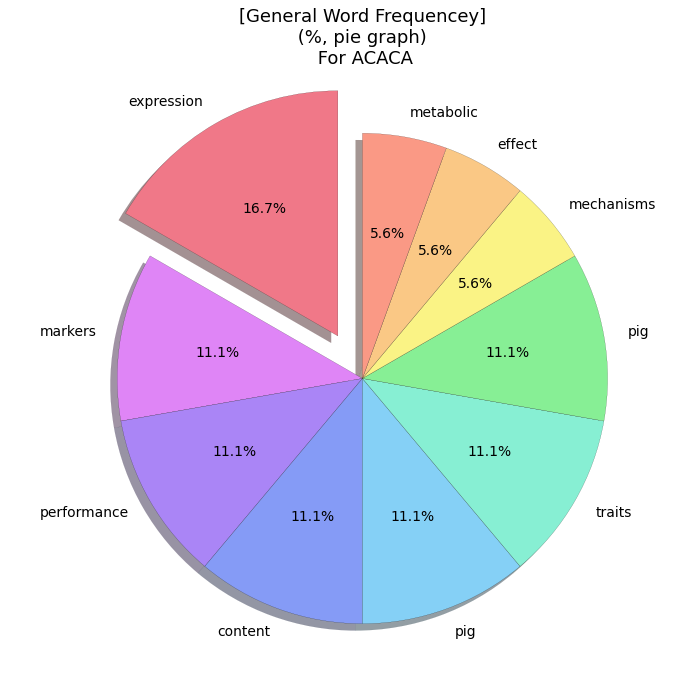 [General Word Frequencey]
(%, pie graph)
For ACACA
expression
metabolic
effect
mechanisms
16.7%
5.6%
5.6%
5.6%
markers
pig
11.1%
11.1%
11.1%
11.1%
performance
traits
11.1%
11.1%
content
pig